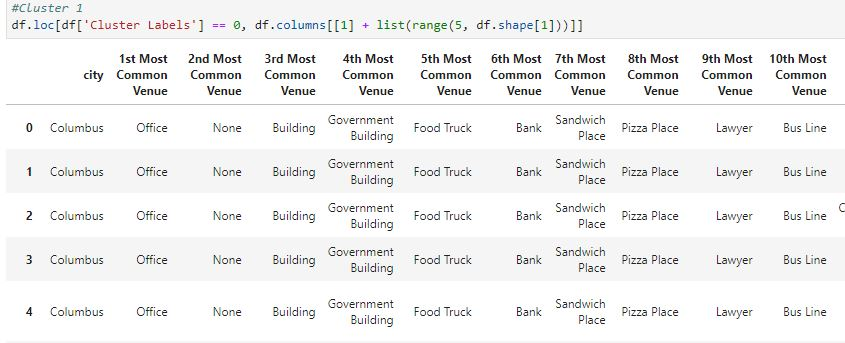 #Cluster 1
df.loc[df['Cluster Labels'] == 0, df.columns[[1] + list(range(5, df.shape[1]))]]
city 1st Most Common Venue 2nd Most Common Venue 3rd Most Common Venue 4th Most Common Venue 5th Most Common Venue 6th Most Common Venue 7th Most Common Venue 8th Most Common Venue 9th Most Common Venue 10th Most Common Venue
0 Columbus Office None Building Government Building Food Truck Bank Sandwich Place Pizza Place Lawyer Bus Line
1 Columbus Office None Building Government Building Food Truck Bank Sandwich Place Pizza Place Lawyer Bus Line
2 Columbus Office None Building Government Building Food Truck Bank Sandwich Place Pizza Place Lawyer Bus Line
3 Columbus Office None Building Government Building Food Truck Bank Sandwich Place Pizza Place Lawyer Bus Line
4 Columbus Office None Building Government Building Food Truck Bank Sandwich Place Pizza Place Lawyer Bus Line